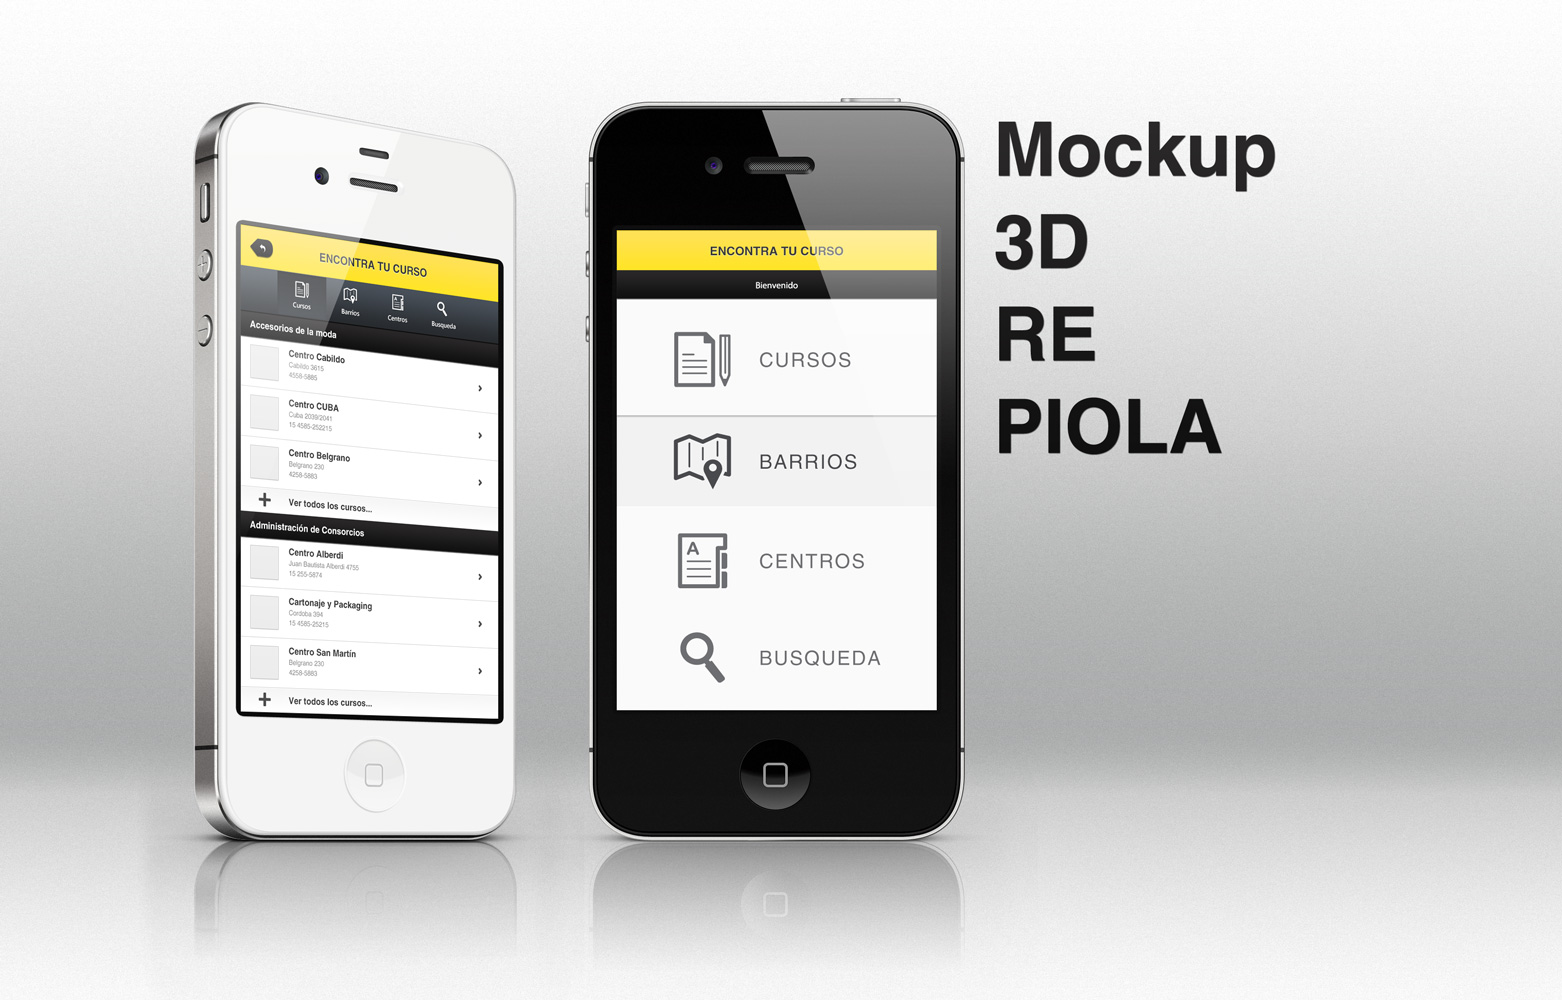 ENCONTRA TU CURSO
Cursos
Barrios
Centros
Busqueda
Accesorios de la moda
Centro Cabildo
Cabildo 3615
4558-5885
Centro CUBA
Cuba 2039/2041
15 4585-252215
Centro Belgrano
Belgrano 230
4258-5883
Ver todos los cursos...
Administración de Consorcios
Centro Alberdi
Juan Bautista Alberdi 4755
15 255-5874
Cartonaje y Packaging
Cordoba 394
15 4585-25215
Centro San Martín
Belgrano 230
4258-5883
Ver todos los cursos...
ENCONTRA TU CURSO
Bienvenido
CURSOS
BARRIOS
A
CENTROS
BUSQUEDA
Mockup
3D
RE
PIOLA